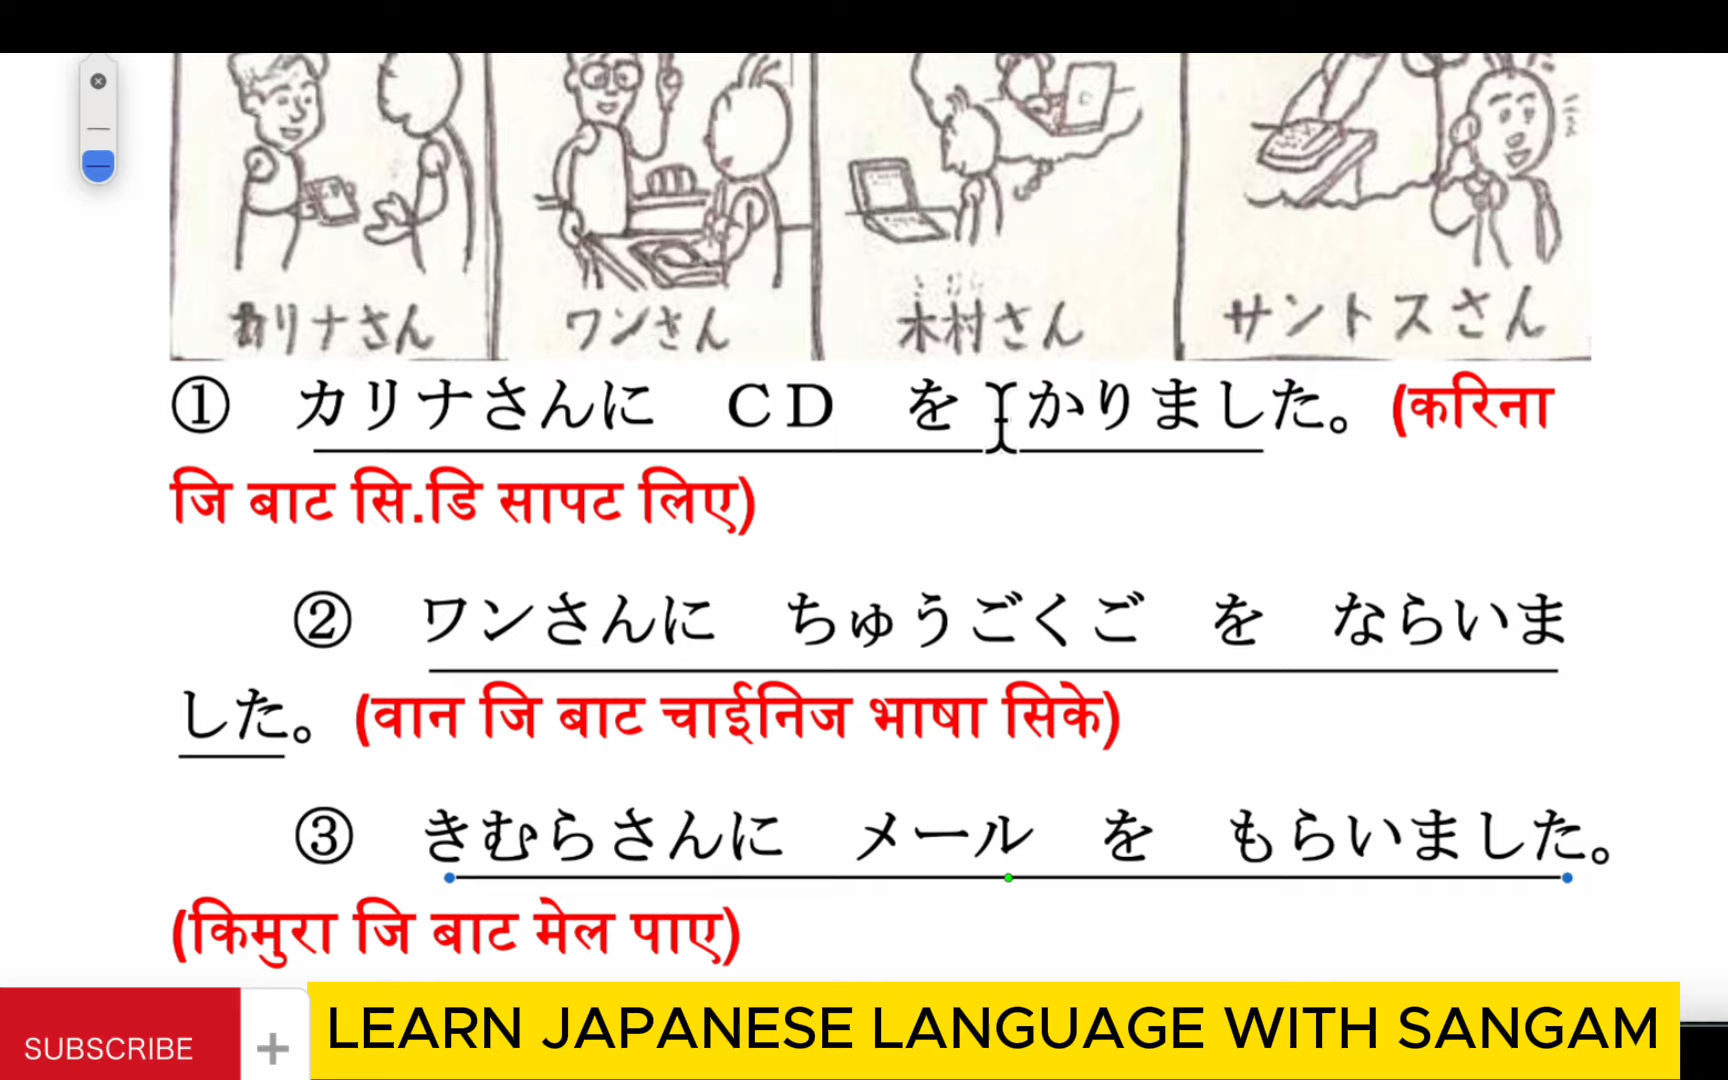 カリナさん
ワンさん
木村さん
サントスさん
① カリナさんに ＣＤ を かりました。(करिना
जि बाट सि.डि सापट लिए)
② ワンさんに ちゅうごくご を ならいま
した。(वान जि बाट चाईनिज भाषा सिके)
③ きむらさんに メール を もらいました。
(किमुरा जि बाट मेल पाए)
SUBSCRIBE +
LEARN JAPANESE LANGUAGE WITH SANGAM